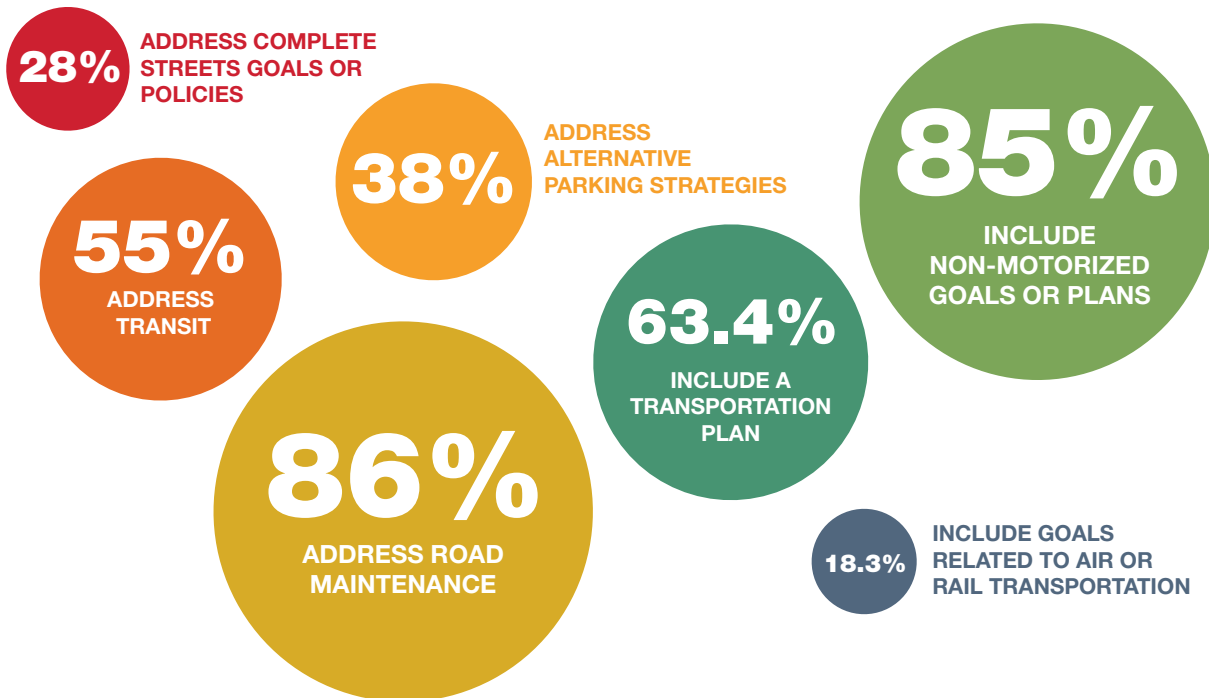 28%
ADDRESS COMPLETE
STREETS GOALS OR
POLICIES
38%
ADDRESS
ALTERNATIVE
PARKING STRATEGIES
85%
INCLUDE
NON-MOTORIZED
GOALS OR PLANS
55%
ADDRESS
TRANSIT
63.4%
INCLUDE A
TRANSPORTATION
PLAN
86%
ADDRESS ROAD
MAINTENANCE
18.3%
INCLUDE GOALS
RELATED TO AIR OR
RAIL TRANSPORTATION